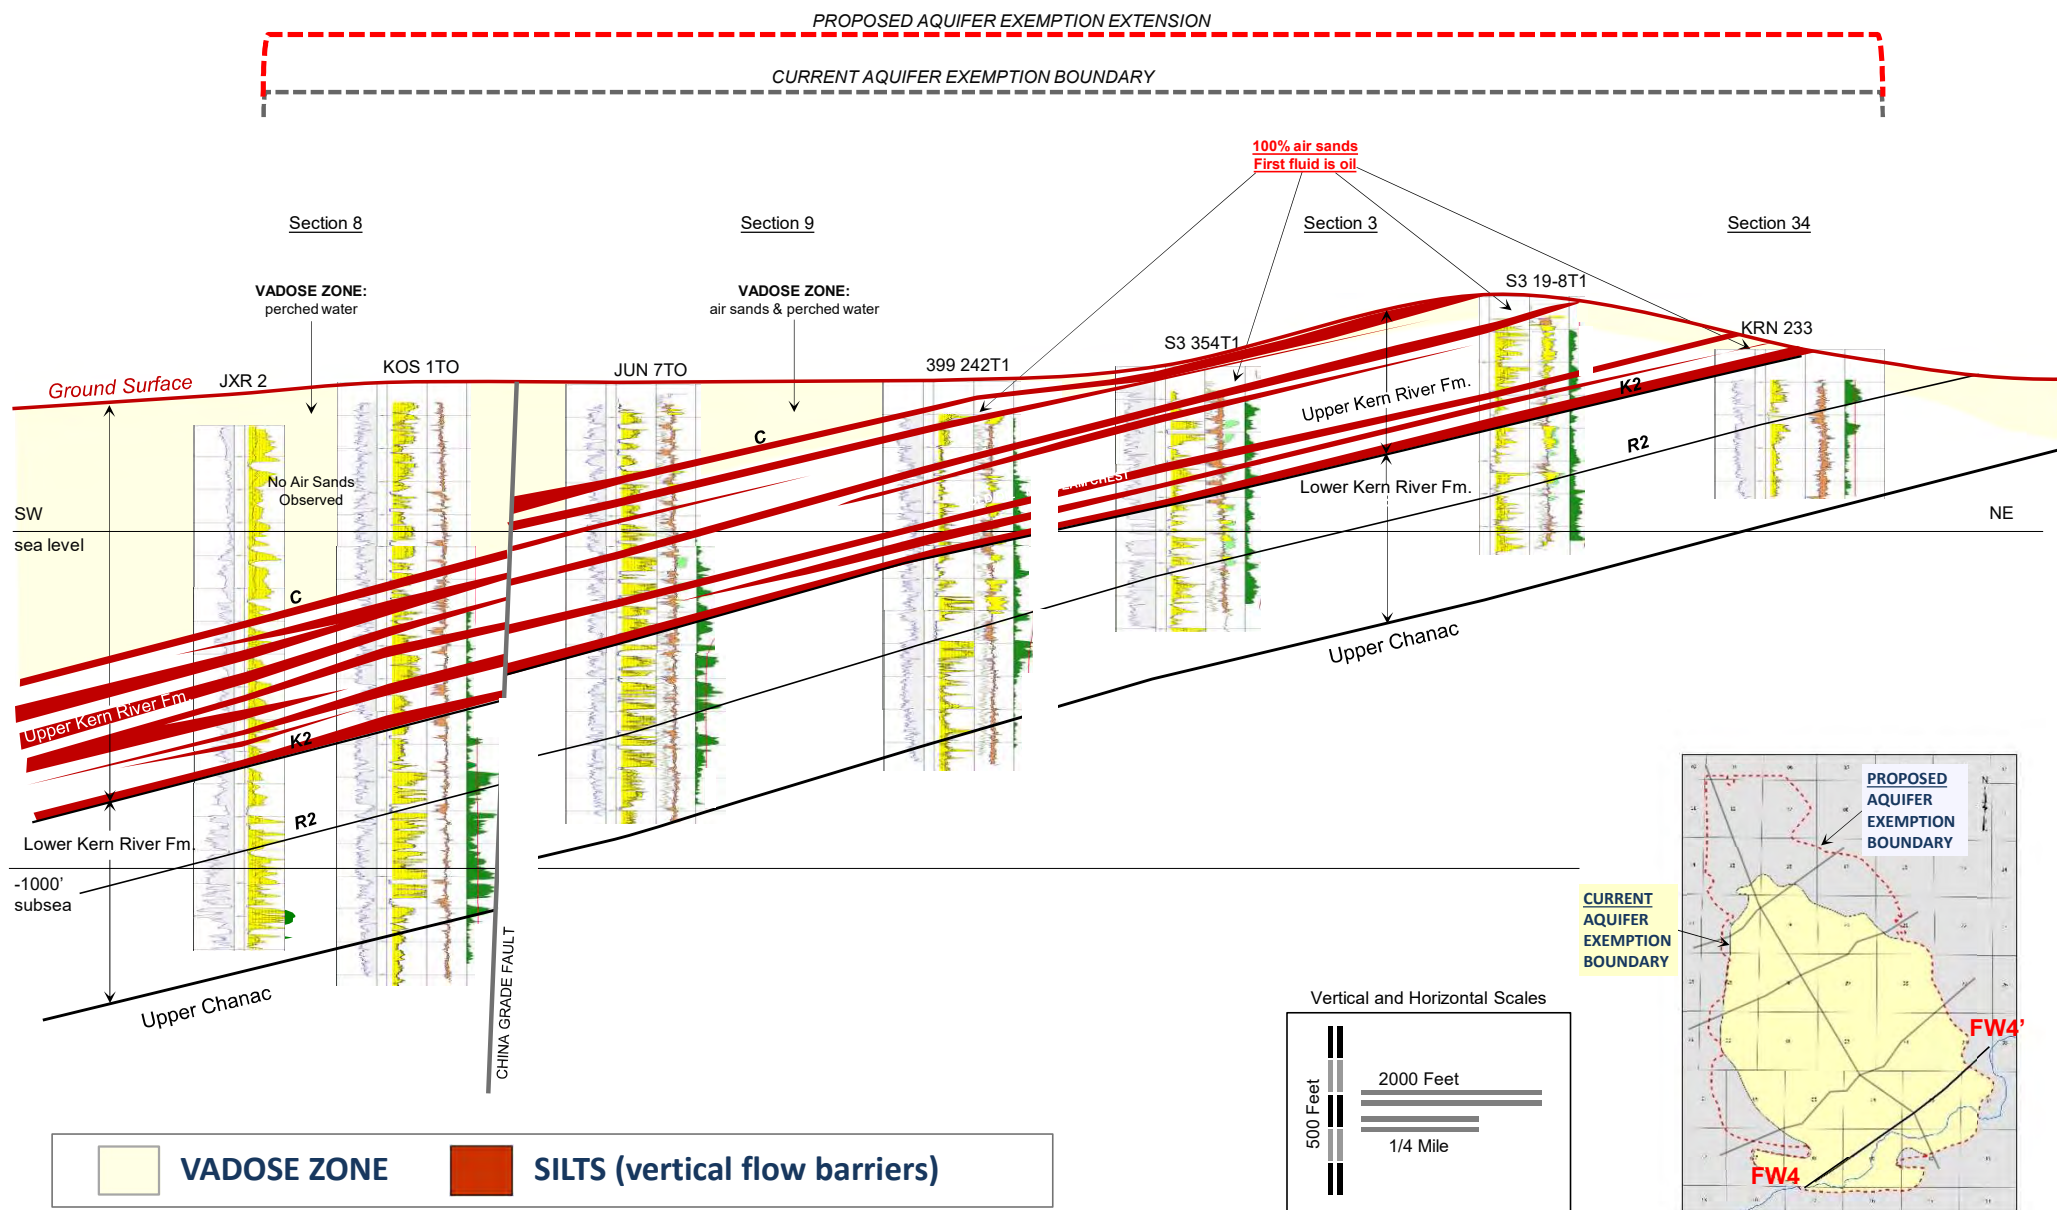 PROPOSED AQUIFER EXEMPTION EXTENSION
CURRENT AQUIFER EXEMPTION BOUNDARY
100% air sands
First fluid is oil
Section 8
Section 9
Section 3
Section 34
VADOSE ZONE:
perched water
VADOSE ZONE:
air sands & perched water
S3 19-8T1
KRN 233
S3 354T1
399 242T1
JUN 7TO
KOS 1TO
JXR 2
Ground Surface
Upper Kern River Fm.
K2
C
R2
No Air Sands
Observed
Lower Kern River Fm.
SW
sea level
NE
C
Upper Chanac
Upper Kern River Fm.
K2
R2
Lower Kern River Fm.
-1000'
subsea
Upper Chanac
CHINA GRADE FAULT
PROPOSED
AQUIFER
EXEMPTION
BOUNDARY
CURRENT
AQUIFER
EXEMPTION
BOUNDARY
FW4'
FW4
Vertical and Horizontal Scales
500 Feet
2000 Feet
1/4 Mile
VADOSE ZONE
SILTS (vertical flow barriers)